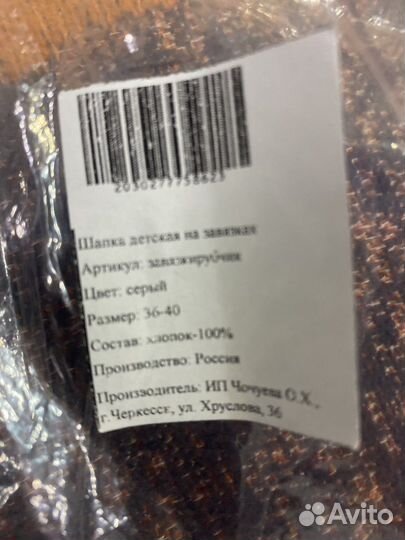 2030277758623
Шапка детская на завязках
Артикул: завяжирубчик
Цвет: серый
Размер: 36-40
Состав: хлопок-100%
Производство: Россия
Производитель: ИП Чочуева О.Х.,
г.Черкесск, ул. Хруслова, 36
Avito